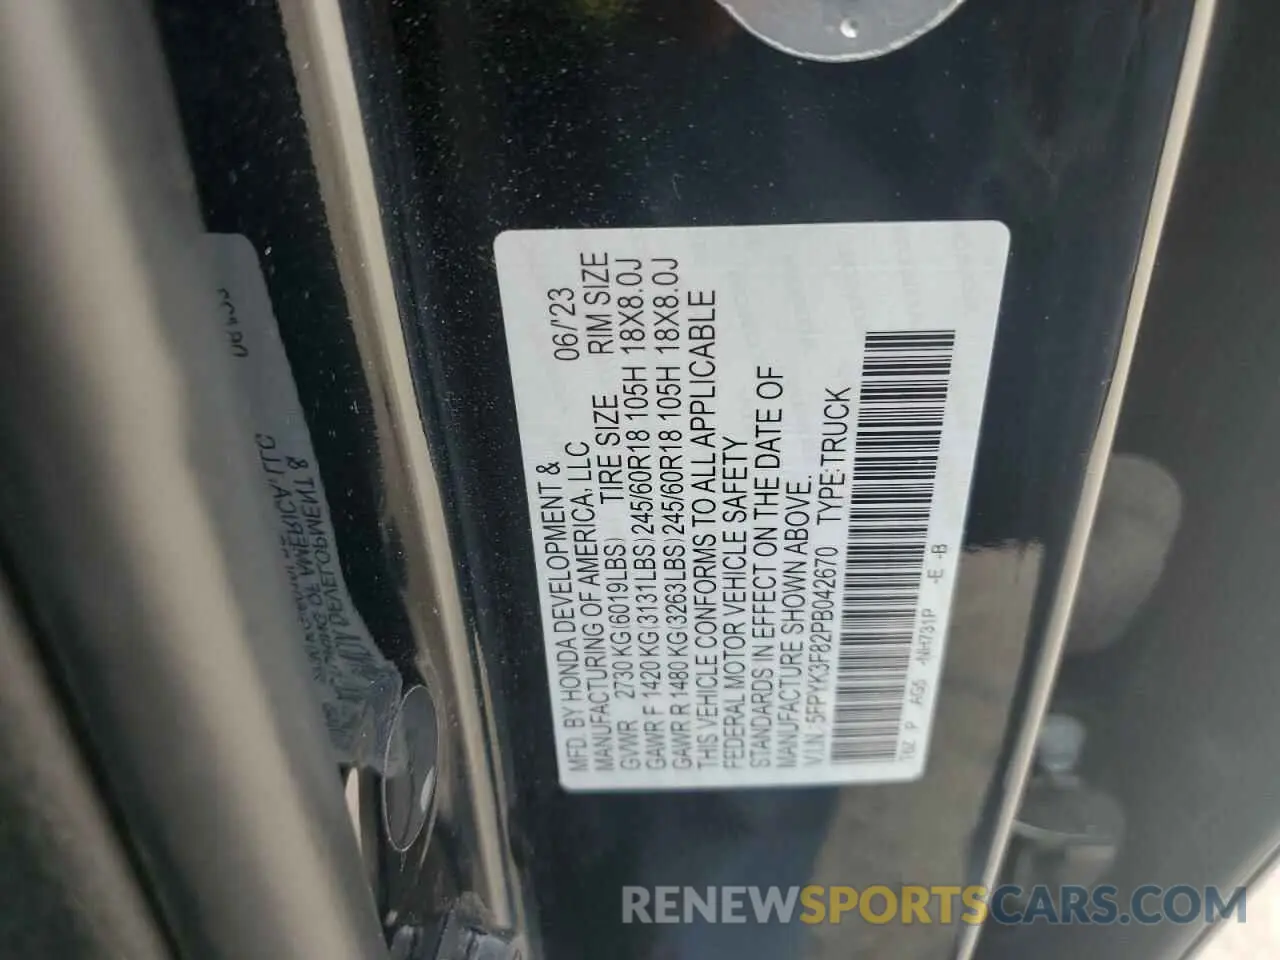 MFD. BY HONDA DEVELOPMENT & 06/'23
MANUFACTURING OF AMERICA, LLC
GVWR 2730 KG(6019LBS) TIRE SIZE RIM SIZE
GAWR F 1420 KG(3131LBS) 245/60R18 105H 18X8.0J
GAWR R 1480 KG(3263LBS) 245/60R18 105H 18X8.0J
THIS VEHICLE CONFORMS TO ALL APPLICABLE
FEDERAL MOTOR VEHICLE SAFETY
STANDARDS IN EFFECT ON THE DATE OF
MANUFACTURE SHOWN ABOVE.
V.I.N.: 5FPYK3F82PB042670 TYPE:TRUCK
P AG5 -NH731P -E -B
RENEWSPORTSCARS.COM